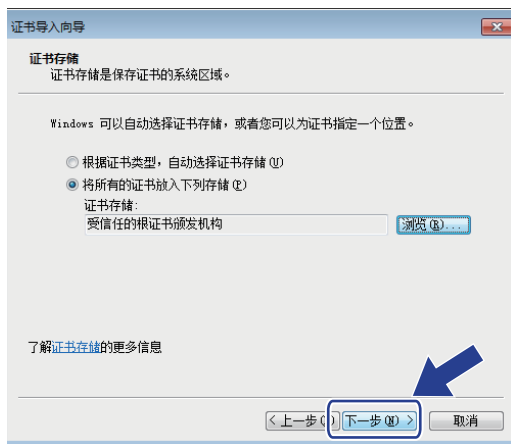 证书导入向导
证书存储
证书存储是保存证书的系统区域。
Windows 可以自动选择证书存储，或者您可以为证书指定一个位置。
根据证书类型，自动选择证书存储(U)
将所有的证书放入下列存储(P)
证书存储:
受信任的根证书颁发机构
浏览(R)...
了解证书存储的更多信息
<上一步
下一步(N) >
取消